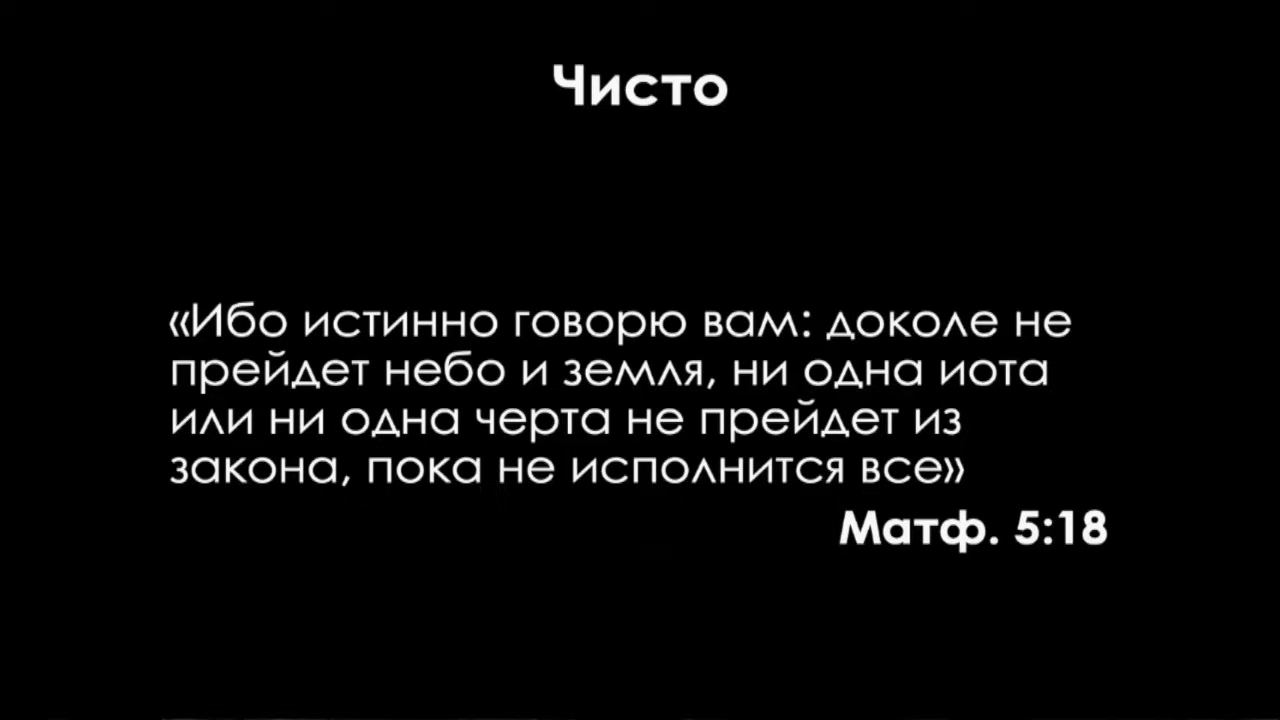 Чисто
«Ибо истинно говорю вам: доколе не
прейдет небо и земля, ни одна иота
или ни одна черта не прейдет из
закона, пока не исполнится все»
Матф. 5:18